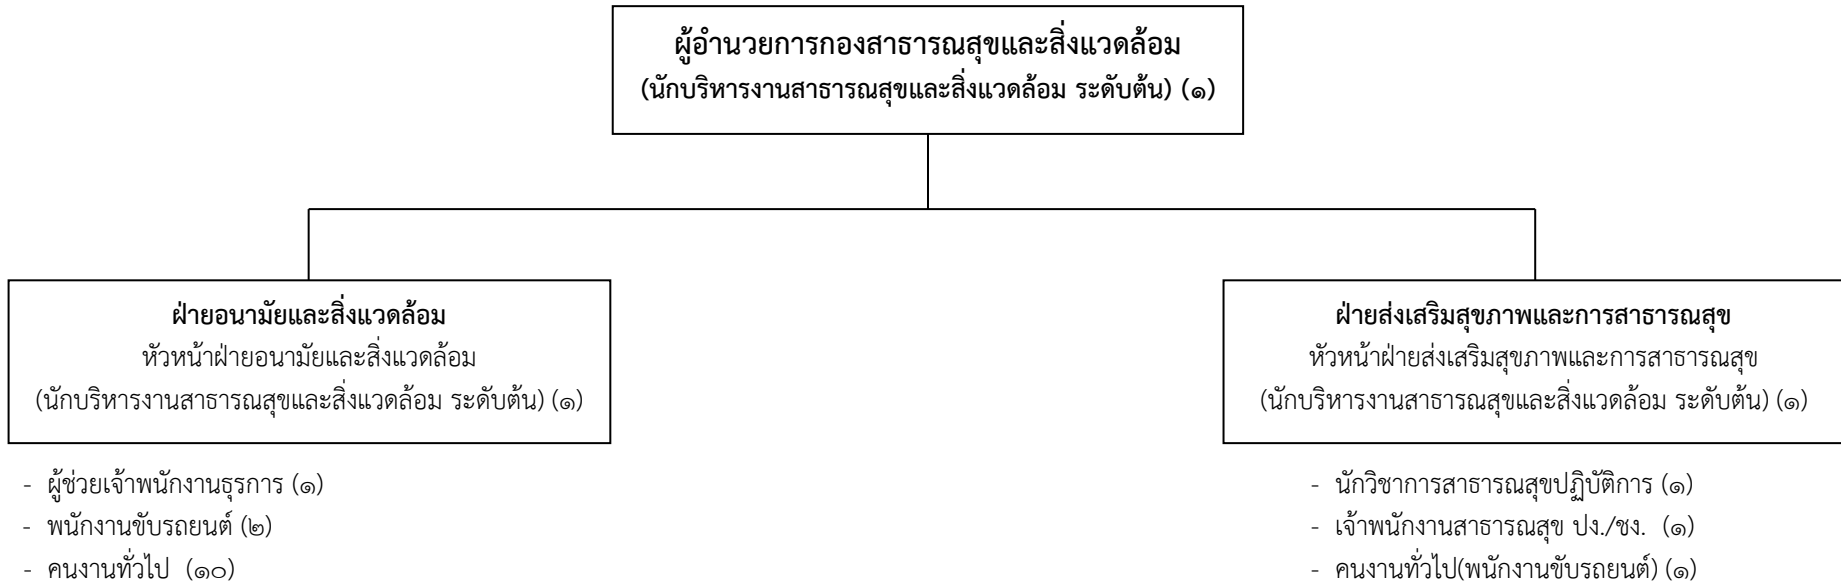 ผู้อำนวยการกองสาธารณสุขและสิ่งแวดล้อม
(นักบริหารงานสาธารณสุขและสิ่งแวดล้อม ระดับต้น) (๑)
ฝ่ายอนามัยและสิ่งแวดล้อม
หัวหน้าฝ่ายอนามัยและสิ่งแวดล้อม
(นักบริหารงานสาธารณสุขและสิ่งแวดล้อม ระดับต้น) (๑)
- ผู้ช่วยเจ้าพนักงานธุรการ (๑)
- พนักงานขับรถยนต์ (๒)
- คนงานทั่วไป (๑๐)
ฝ่ายส่งเสริมสุขภาพและการสาธารณสุข
หัวหน้าฝ่ายส่งเสริมสุขภาพและการสาธารณสุข
(นักบริหารงานสาธารณสุขและสิ่งแวดล้อม ระดับต้น) (๑)
- นักวิชาการสาธารณสุขปฏิบัติการ (๑)
- เจ้าพนักงานสาธารณสุข ปง./ชง. (๑)
- คนงานทั่วไป(พนักงานขับรถยนต์) (๑)